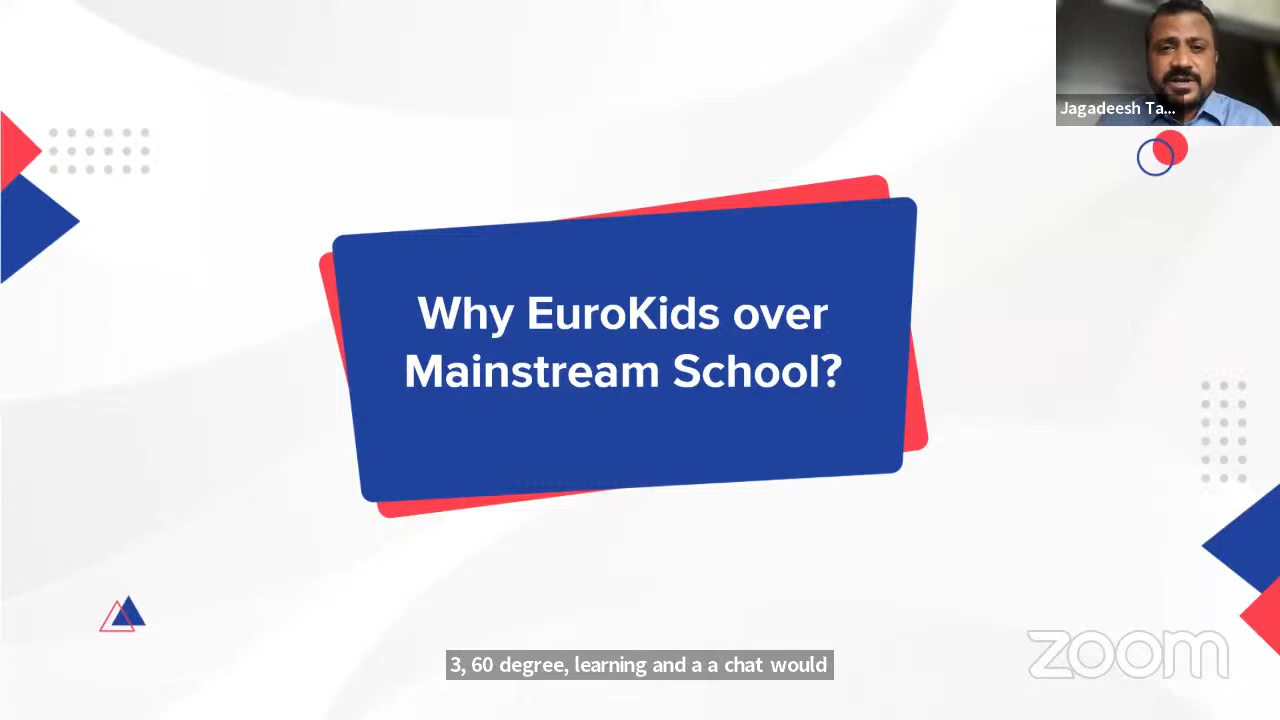 Jagadeesh Ta...
Why EuroKids over
Mainstream School?
3, 60 degree, learning and a a chat would
zoom